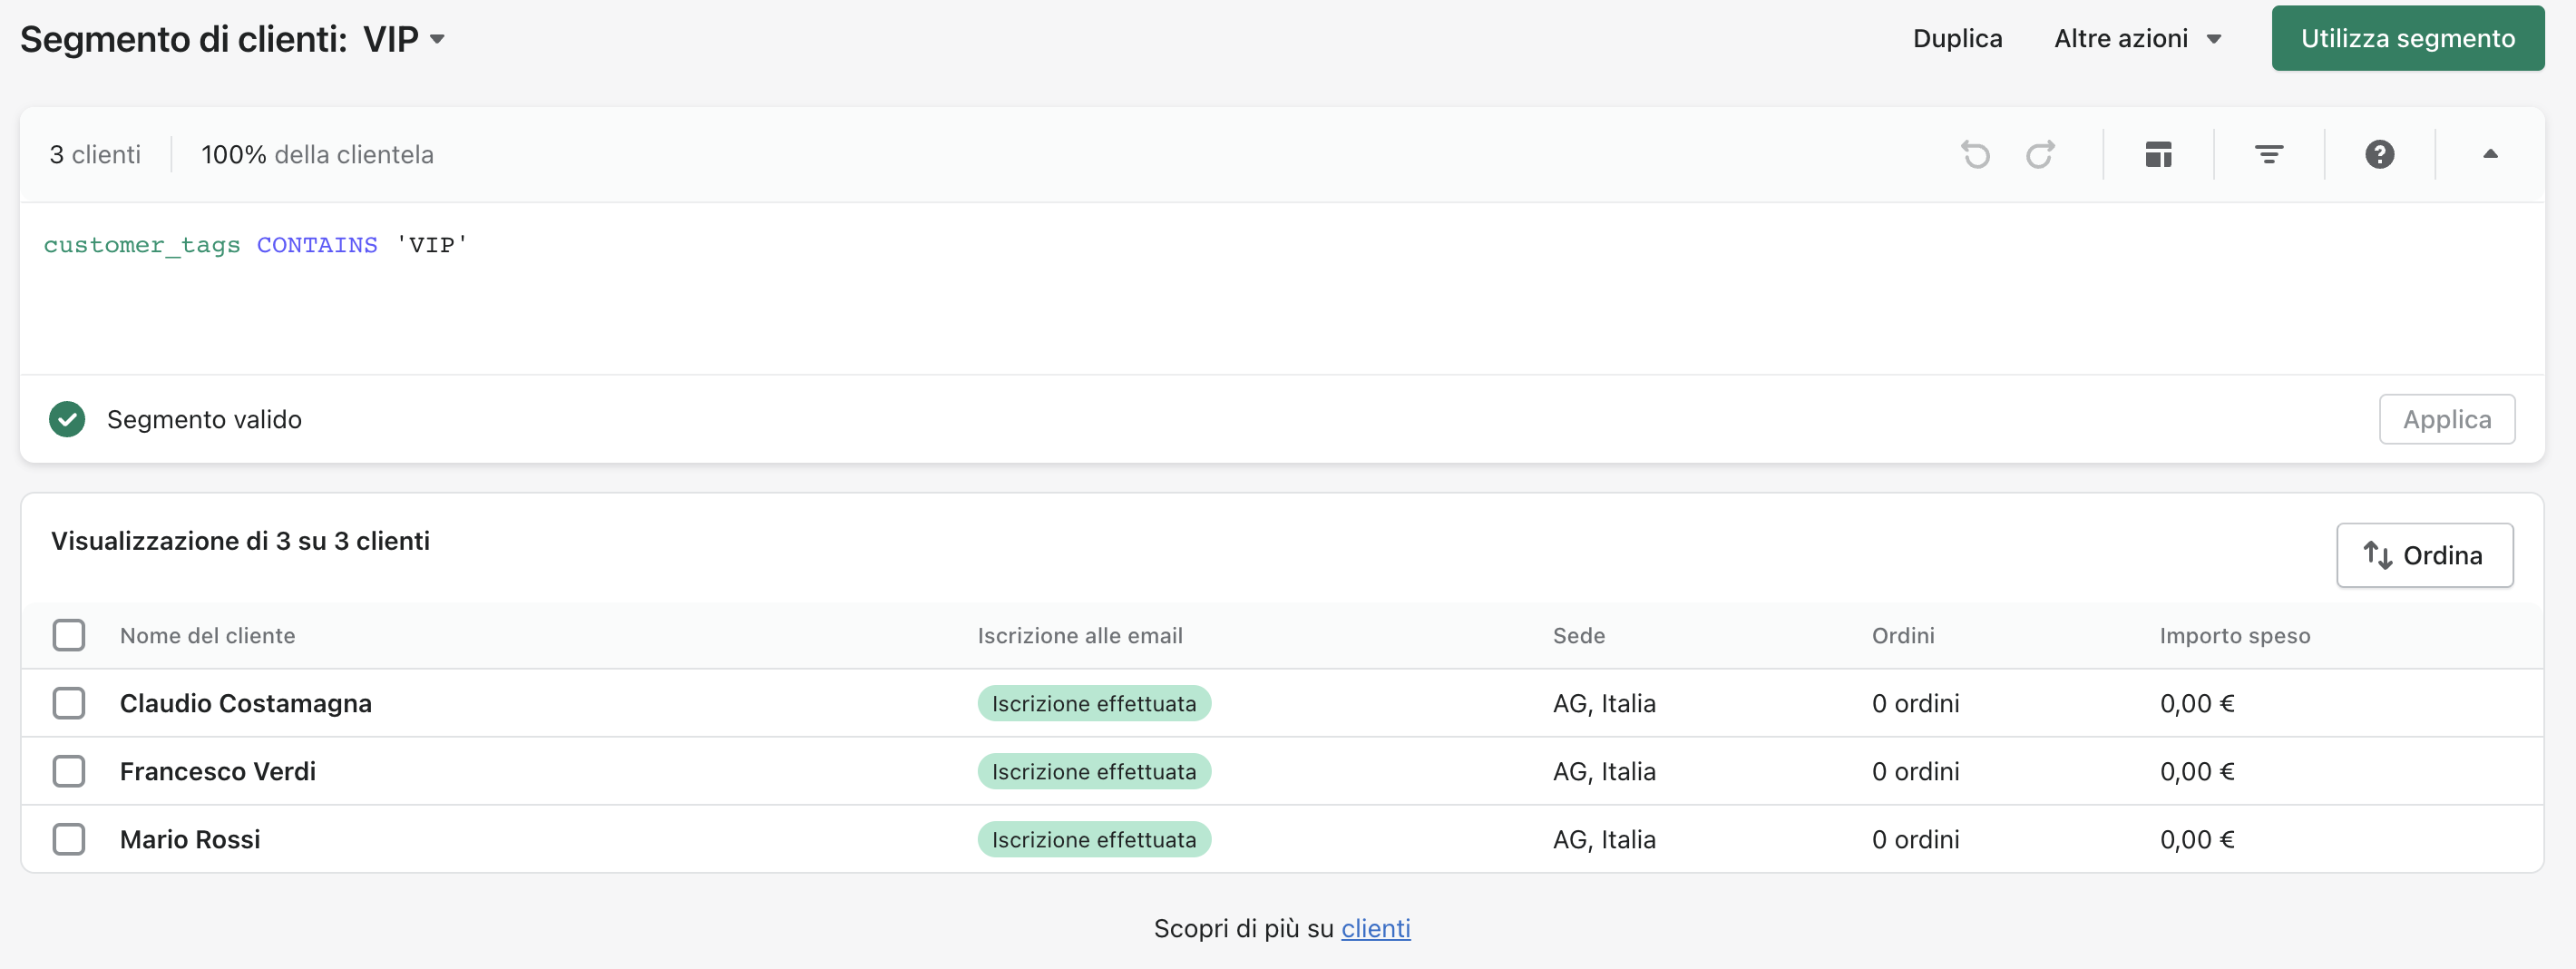 Segmento di clienti: VIP
Duplica Altre azioni Utilizza segmento
3 clienti 100% della clientela
customer_tags CONTAINS 'VIP'
Segmento valido Applica
Visualizzazione di 3 su 3 clienti Ordina
Nome del cliente Iscrizione alle email Sede Ordini Importo speso
Claudio Costamagna Iscrizione effettuata AG, Italia 0 ordini 0,00 €
Francesco Verdi Iscrizione effettuata AG, Italia 0 ordini 0,00 €
Mario Rossi Iscrizione effettuata AG, Italia 0 ordini 0,00 €
Scopri di più su clienti